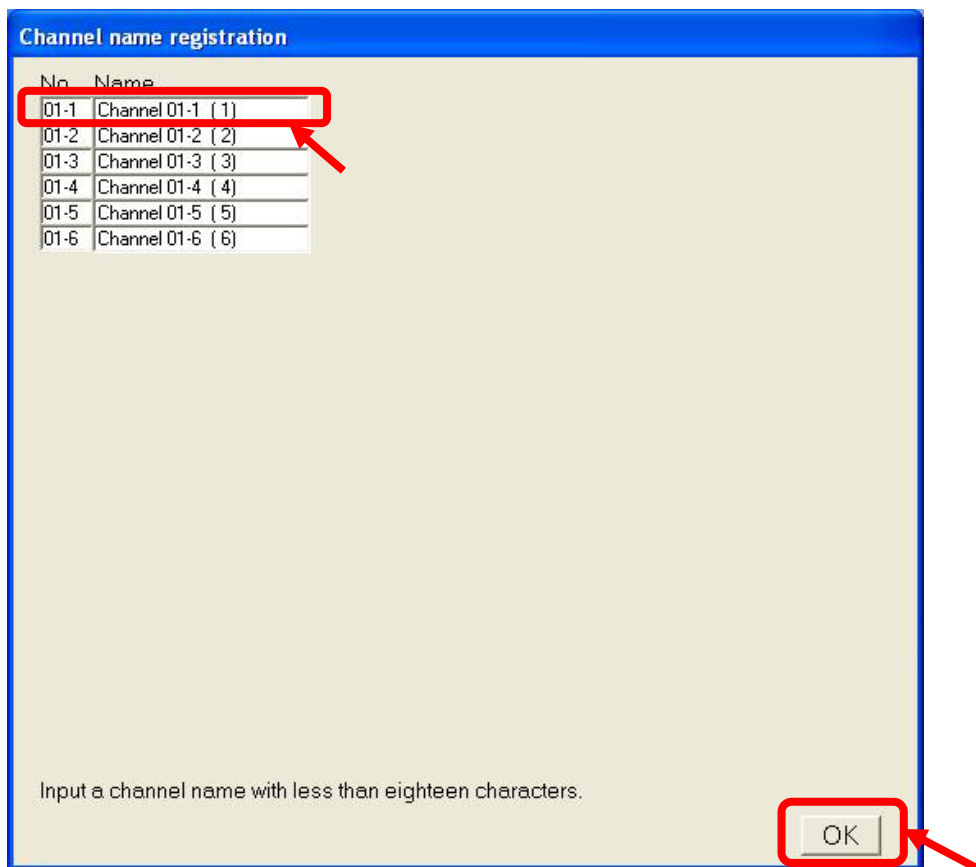 Channel name registration
No. Name
01-1 Channel 01-1 ( 1)
01-2 Channel 01-2 ( 2)
01-3 Channel 01-3 ( 3)
01-4 Channel 01-4 ( 4)
01-5 Channel 01-5 ( 5)
01-6 Channel 01-6 ( 6)
Input a channel name with less than eighteen characters.
OK